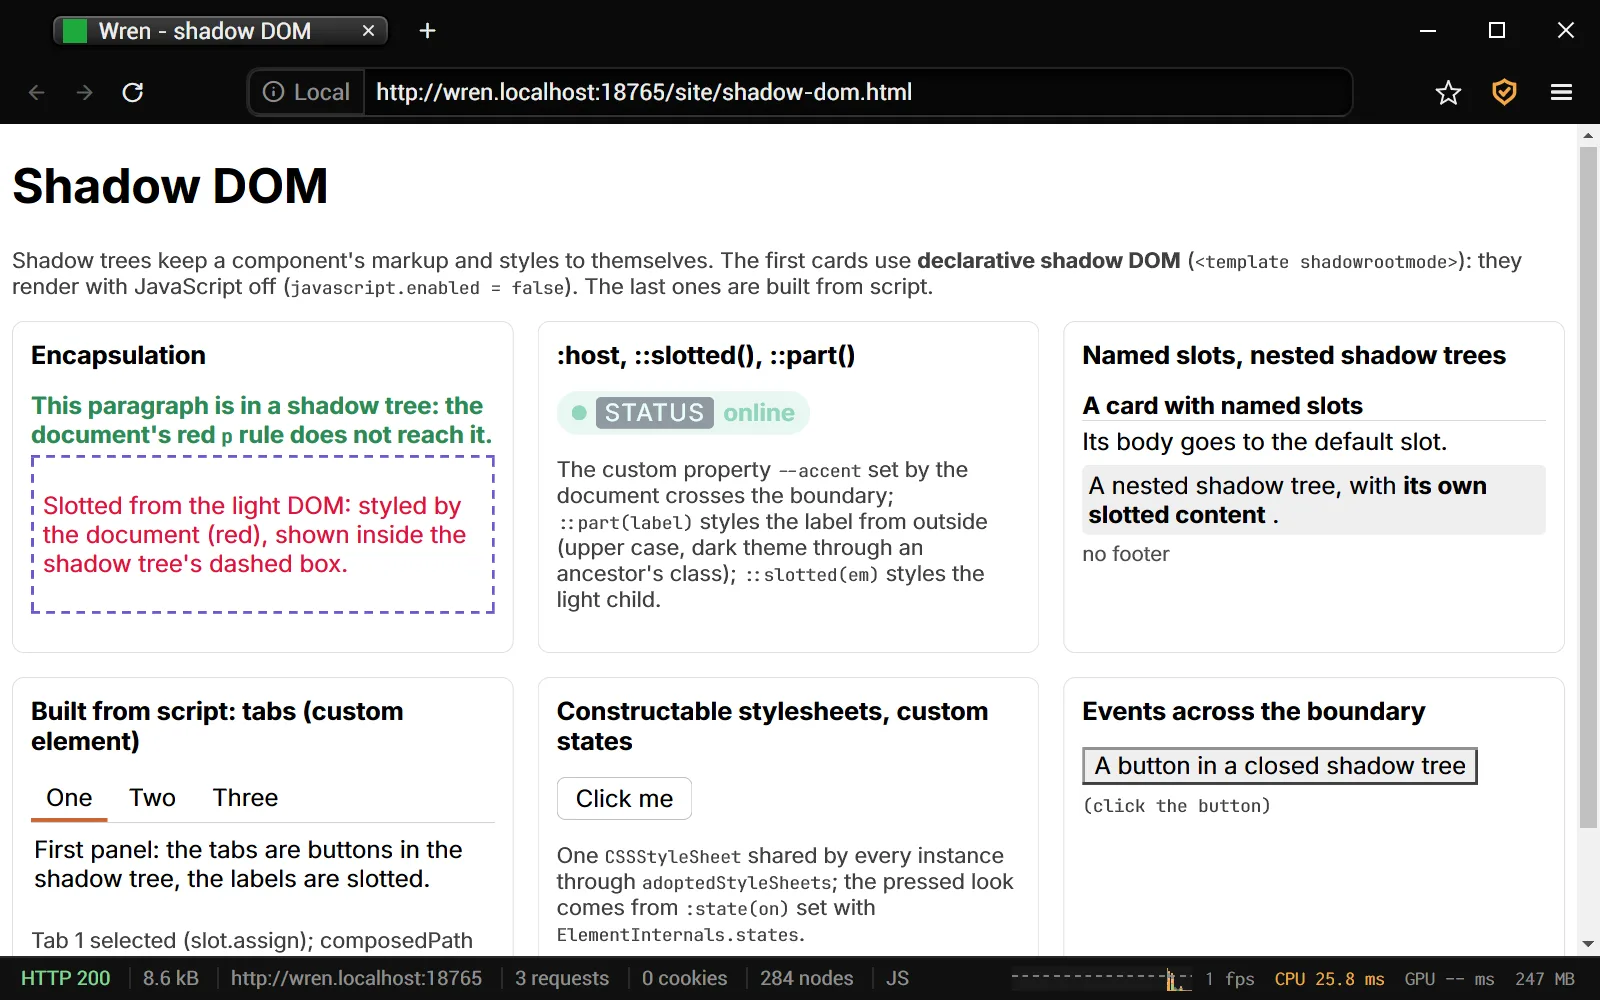 Wren - shadow DOM
Local
http://wren.localhost:18765/site/shadow-dom.html
Shadow DOM
Shadow trees keep a component's markup and styles to themselves. The first cards use declarative shadow DOM (<template shadowrootmode>): they
render with JavaScript off (javascript.enabled = false). The last ones are built from script.
Encapsulation
This paragraph is in a shadow tree: the
document's red p rule does not reach it.
Slotted from the light DOM: styled by
the document (red), shown inside the
shadow tree's dashed box.
:host, ::slotted(), ::part()
STATUS online
The custom property --accent set by the
document crosses the boundary;
::part(label) styles the label from outside
(upper case, dark theme through an
ancestor's class); ::slotted(em) styles the
light child.
Named slots, nested shadow trees
A card with named slots
Its body goes to the default slot.
A nested shadow tree, with its own
slotted content .
no footer
Built from script: tabs (custom
element)
One Two Three
First panel: the tabs are buttons in the
shadow tree, the labels are slotted.
Tab 1 selected (slot.assign); composedPath
Constructable stylesheets, custom
states
Click me
One CSSStyleSheet shared by every instance
through adoptedStyleSheets; the pressed look
comes from :state(on) set with
ElementInternals.states.
Events across the boundary
A button in a closed shadow tree
(click the button)
HTTP 200 8.6 kB http://wren.localhost:18765 3 requests 0 cookies 284 nodes JS 1 fps CPU 25.8 ms GPU -- ms 247 MB